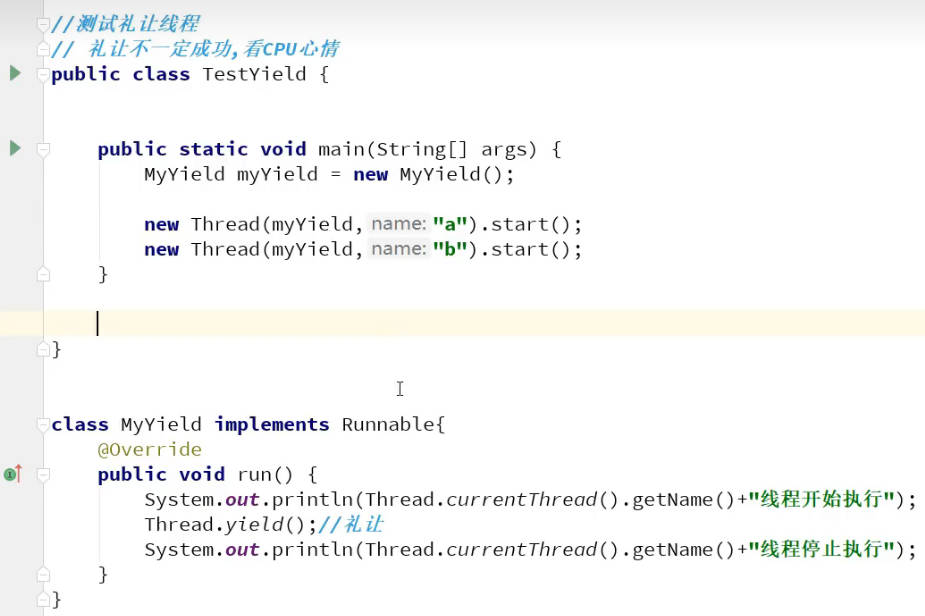 //测试礼让线程
// 礼让不一定成功,看CPU心情
public class TestYield {
public static void main(String[] args) {
MyYield myYield = new MyYield();
new Thread(myYield, name: "a").start();
new Thread(myYield, name: "b").start();
}
}
class MyYield implements Runnable{
@Override
public void run() {
System.out.println(Thread.currentThread().getName()+"线程开始执行");
Thread.yield();//礼让
System.out.println(Thread.currentThread().getName()+"线程停止执行");
}
}